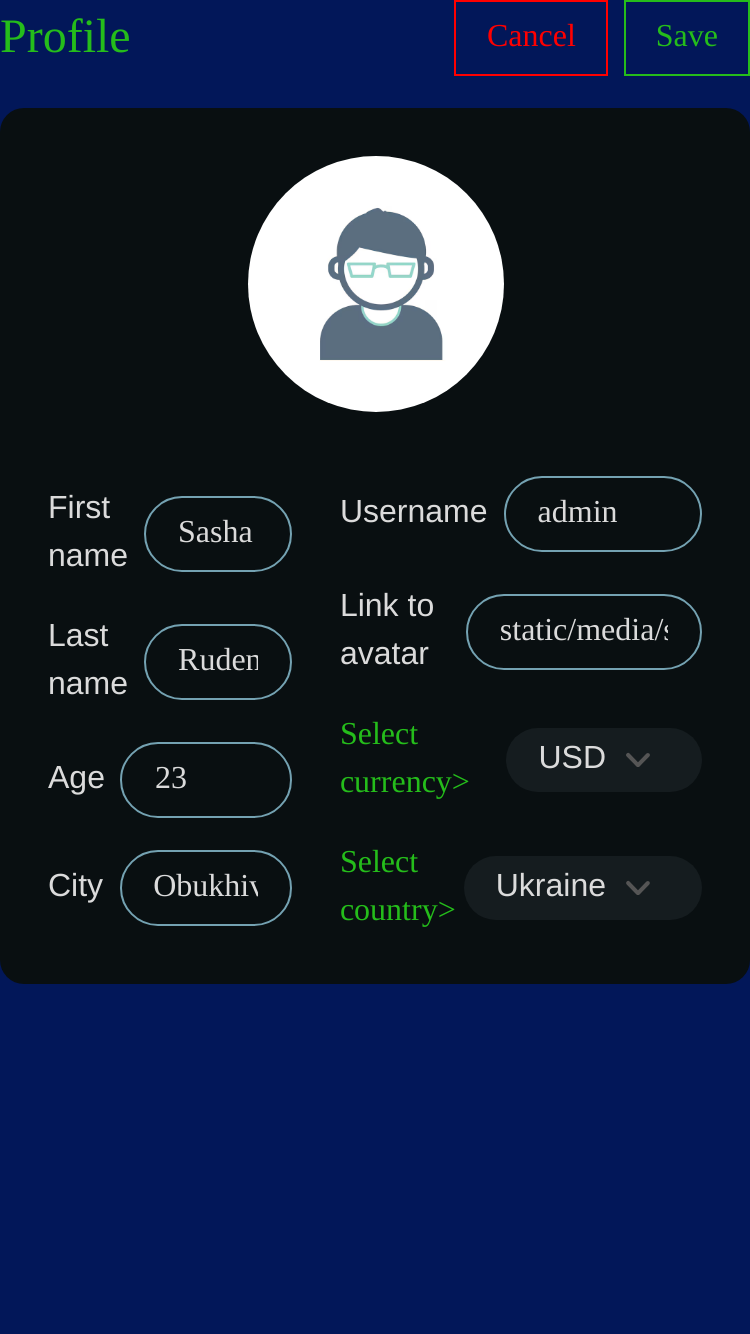 Profile
Cancel
Save
First
name
Sasha
Last
name
Ruden
Age
23
City
Obukhiv
Username
admin
Link to
avatar
static/media/s
Select
currency>
USD
Select
country>
Ukraine